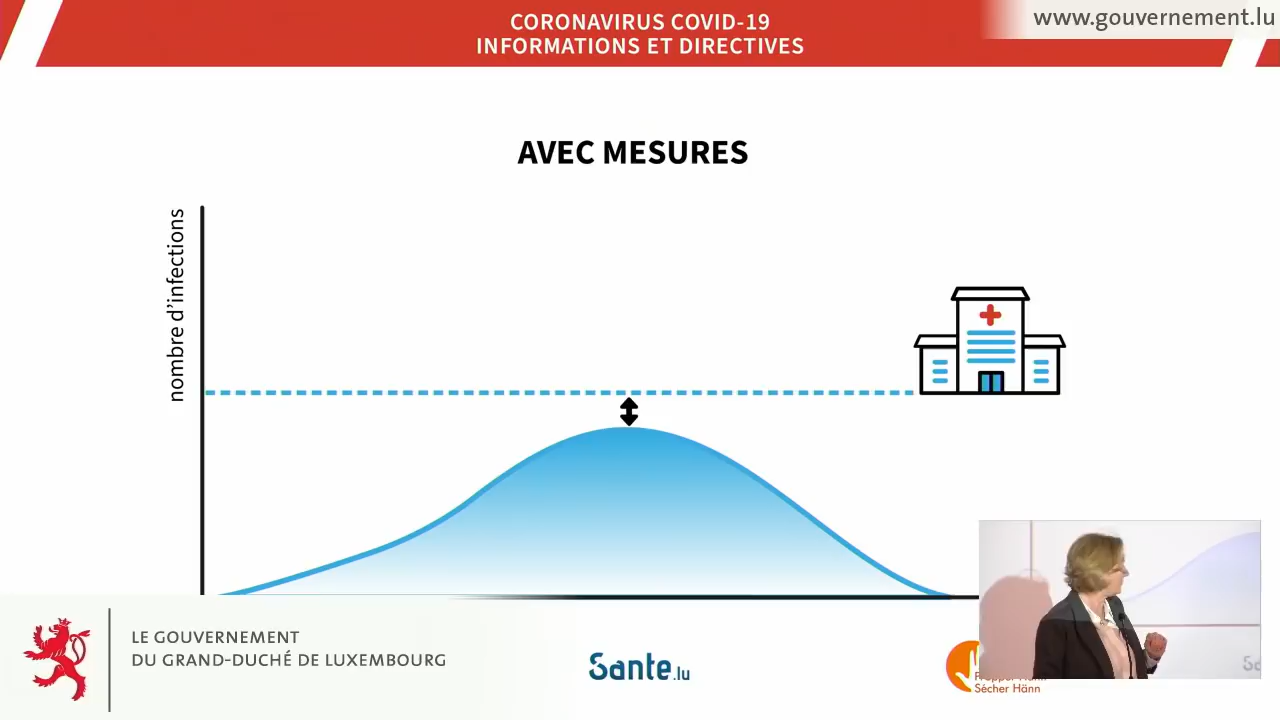 CORONAVIRUS COVID-19
INFORMATIONS ET DIRECTIVES
www.gouvernement.lu
AVEC MESURES
nombre d'infections
LE GOUVERNEMENT
DU GRAND-DUCHÉ DE LUXEMBOURG
Sante.lu
Sécher Hänn